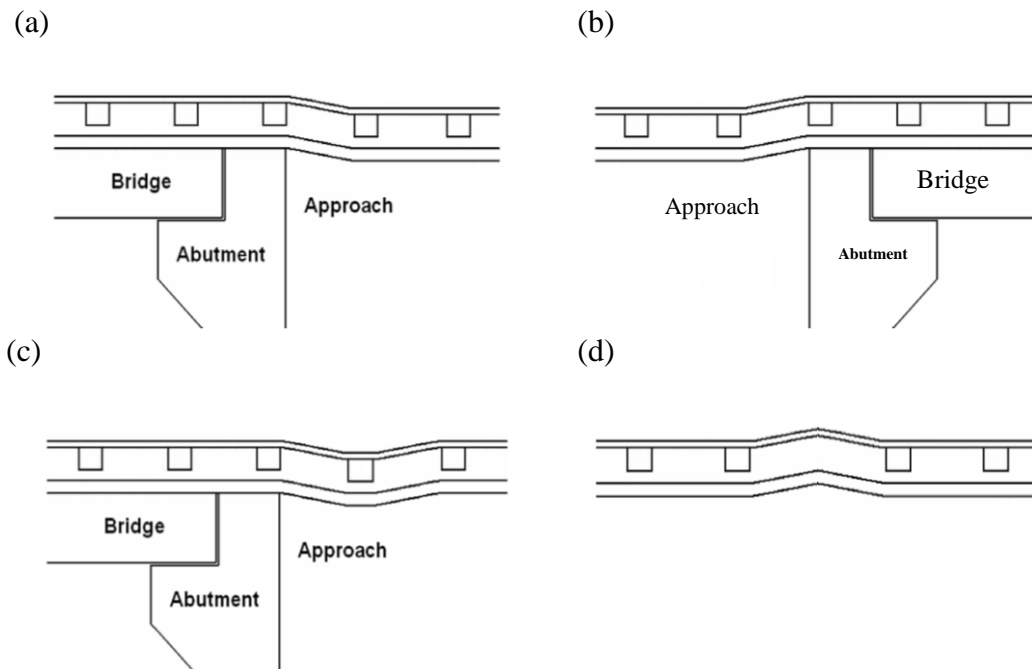 (a)
Bridge
Approach
Abutment
(b)
Approach
Bridge
Abutment
(c)
Bridge
Approach
Abutment
(d)